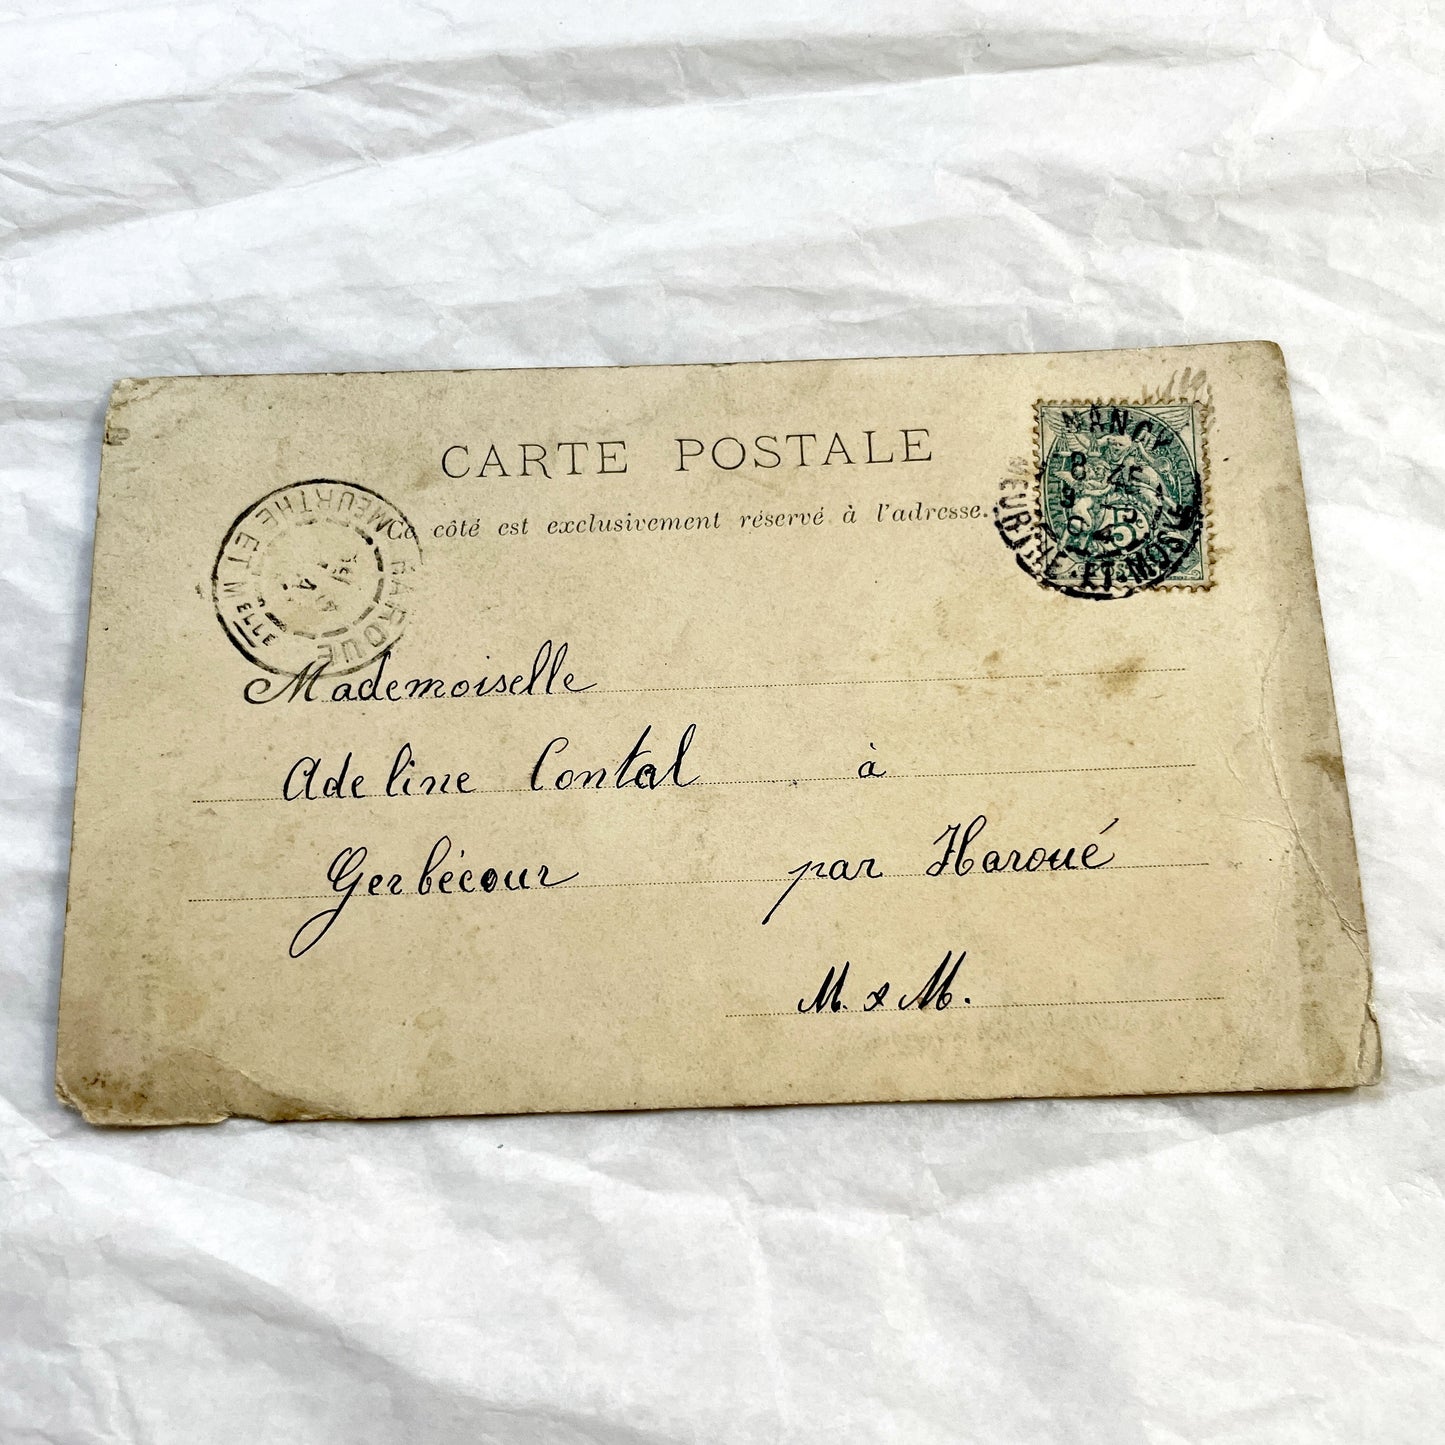 CARTE POSTALE
Ce côté est exclusivement réservé à l'adresse.
NANCY
MEURTHE-ET-MOSELLE
5c
HAROUE
MEURTHE ET MELLE
Mademoiselle
Adeline Contal à
Gerbécour par Haroué
M. & M.